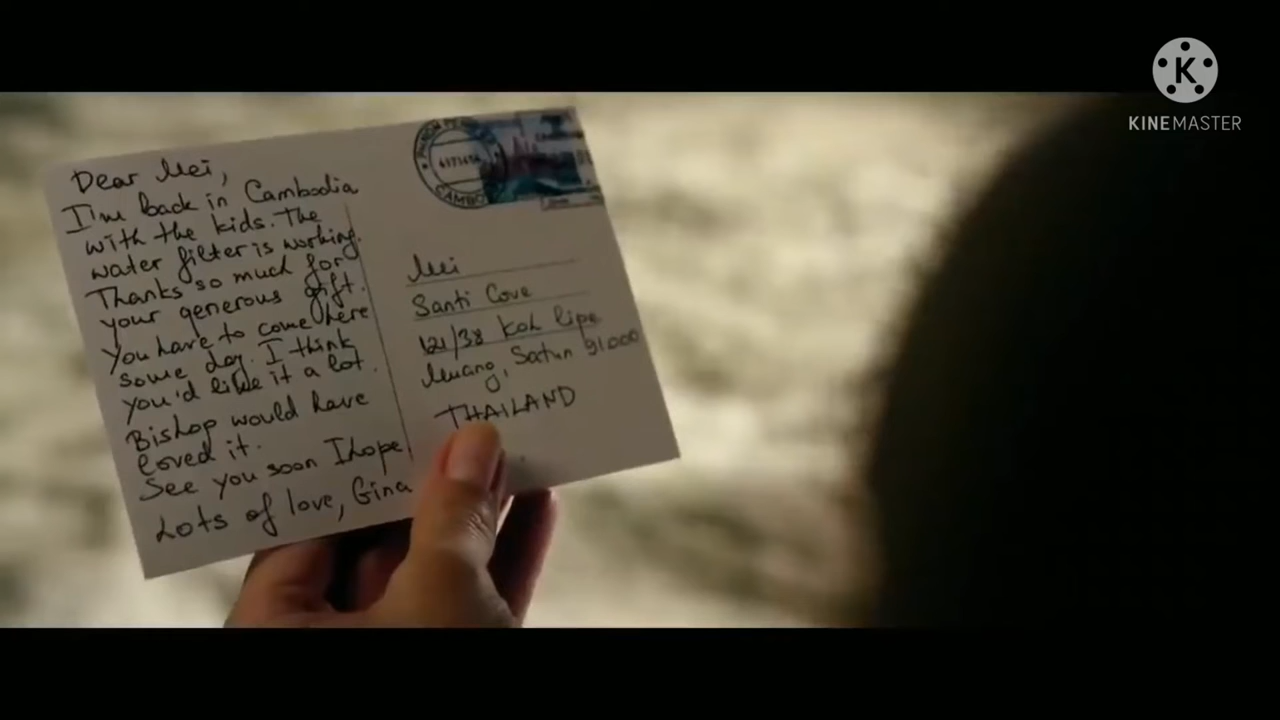 Dear Mei,
I'm back in Cambodia
with the kids. The
water filter is working.
Thanks so much for
your generous gift.
You have to come here
some day. I think
you'd like it a lot.
Bishop would have
loved it.
See you soon I hope
Lots of love, Gina
Mei
Santi Cove
121/38 Koh lipe
Muang, Satun 91.000
THAILAND
K
KINEMASTER